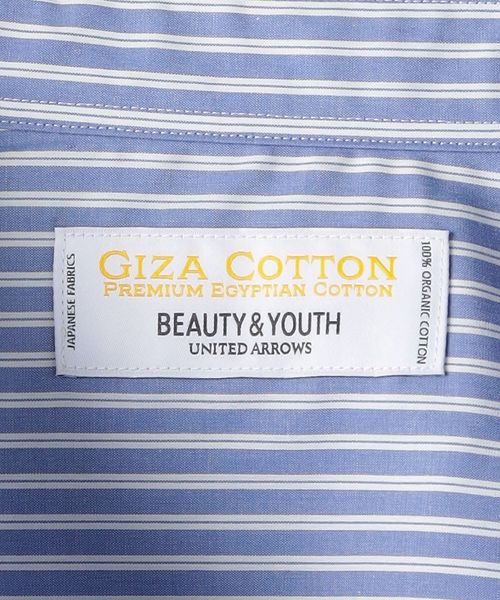 JAPANESE FABRICS
GIZA COTTON
PREMIUM EGYPTIAN COTTON
BEAUTY & YOUTH
UNITED ARROWS
100% ORGANIC COTTON